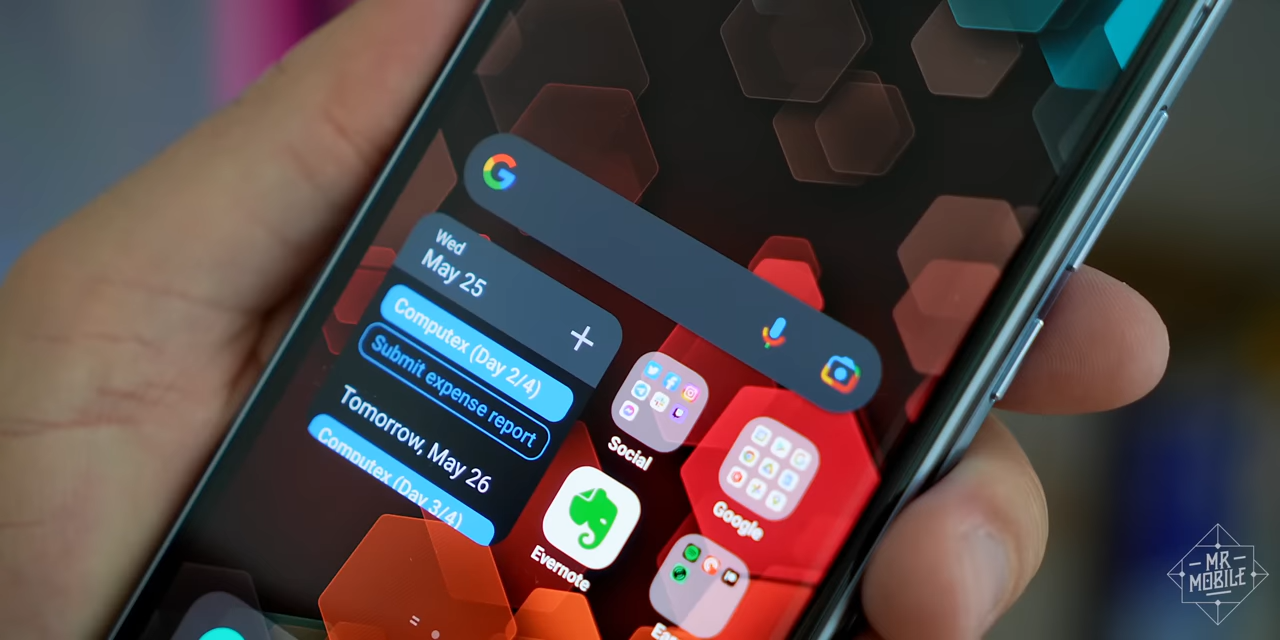 Wed
May 25
Computex (Day 2/4)
Submit expense report
Tomorrow, May 26
Computex (Day 3/4)
Social
Google
Evernote
MR
MOBILE